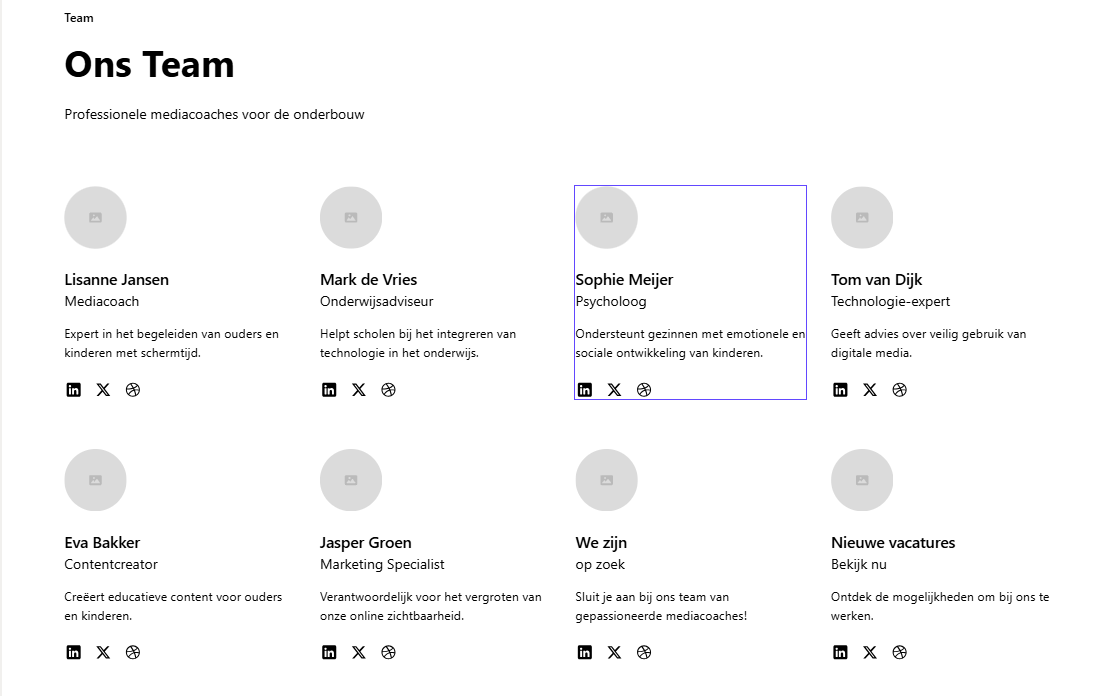 Team
Ons Team
Professionele mediacoaches voor de onderbouw
Lisanne Jansen
Mediacoach
Expert in het begeleiden van ouders en
kinderen met schermtijd.
Mark de Vries
Onderwijsadviseur
Helpt scholen bij het integreren van
technologie in het onderwijs.
Sophie Meijer
Psycholoog
Ondersteunt gezinnen met emotionele en
sociale ontwikkeling van kinderen.
Tom van Dijk
Technologie-expert
Geeft advies over veilig gebruik van
digitale media.
Eva Bakker
Contentcreator
Creëert educatieve content voor ouders
en kinderen.
Jasper Groen
Marketing Specialist
Verantwoordelijk voor het vergroten van
onze online zichtbaarheid.
We zijn
op zoek
Sluit je aan bij ons team van
gepassioneerde mediacoaches!
Nieuwe vacatures
Bekijk nu
Ontdek de mogelijkheden om bij ons te
werken.